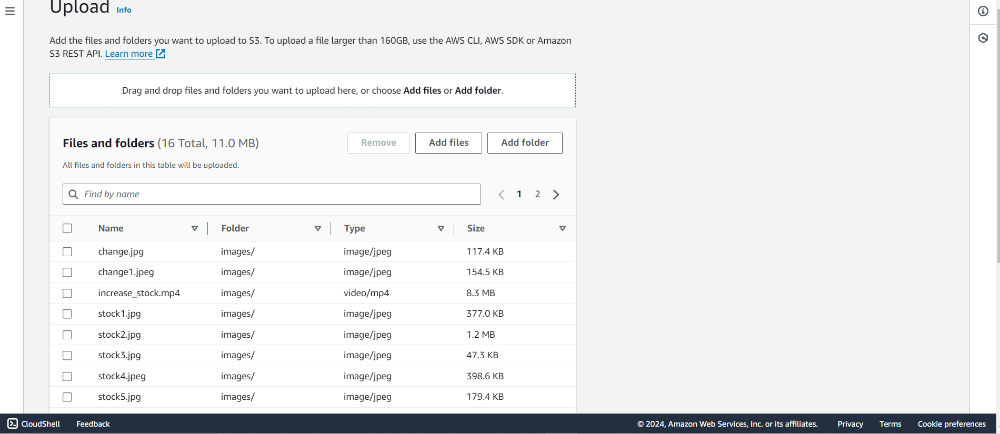 Upload Info
Add the files and folders you want to upload to S3. To upload a file larger than 160GB, use the AWS CLI, AWS SDK or Amazon
S3 REST API. Learn more
Drag and drop files and folders you want to upload here, or choose Add files or Add folder.
Files and folders (16 Total, 11.0 MB)
Remove Add files Add folder
All files and folders in this table will be uploaded.
Find by name
1 2
Name Folder Type Size
change.jpg images/ image/jpeg 117.4 KB
change1.jpeg images/ image/jpeg 154.5 KB
increase_stock.mp4 images/ video/mp4 8.3 MB
stock1.jpg images/ image/jpeg 377.0 KB
stock2.jpg images/ image/jpeg 1.2 MB
stock3.jpg images/ image/jpeg 47.3 KB
stock4.jpeg images/ image/jpeg 398.6 KB
stock5.jpg images/ image/jpeg 179.4 KB
CloudShell Feedback © 2024, Amazon Web Services, Inc. or its affiliates. Privacy Terms Cookie preferences